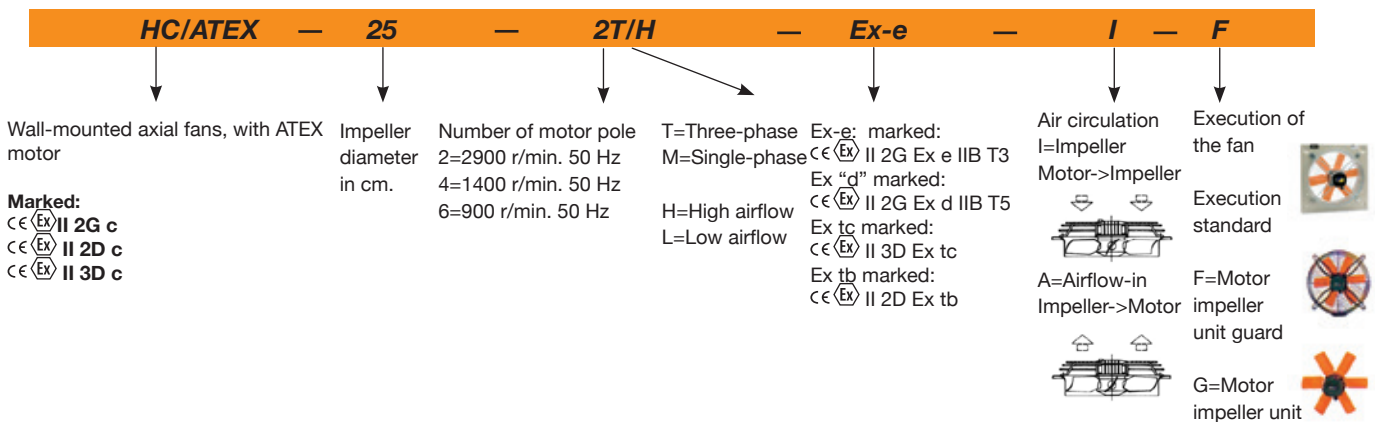 HC/ATEX — 25 — 2T/H — Ex-e — I — F
Wall-mounted axial fans, with ATEX
motor
Marked:
CE Ex II 2G c
CE Ex II 2D c
CE Ex II 3D c
Impeller
diameter
in cm.
Number of motor pole
2=2900 r/min. 50 Hz
4=1400 r/min. 50 Hz
6=900 r/min. 50 Hz
T=Three-phase
M=Single-phase
H=High airflow
L=Low airflow
Ex-e: marked:
CE Ex II 2G Ex e IIB T3
Ex “d” marked:
CE Ex II 2G Ex d IIB T5
Ex tc marked:
CE Ex II 3D Ex tc
Ex tb marked:
CE Ex II 2D Ex tb
Air circulation
I=Impeller
Motor->Impeller
A=Airflow-in
Impeller->Motor
Execution of
the fan
Execution
standard
F=Motor
impeller
unit guard
G=Motor
impeller unit